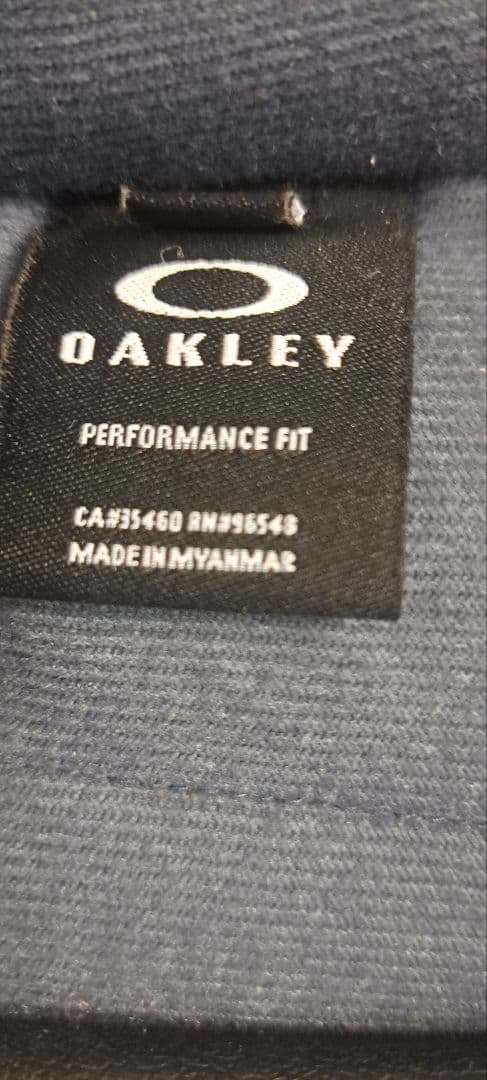 OAKLEY
PERFORMANCE FIT
CA#35460 RN#96548
MADE IN MYANMAR